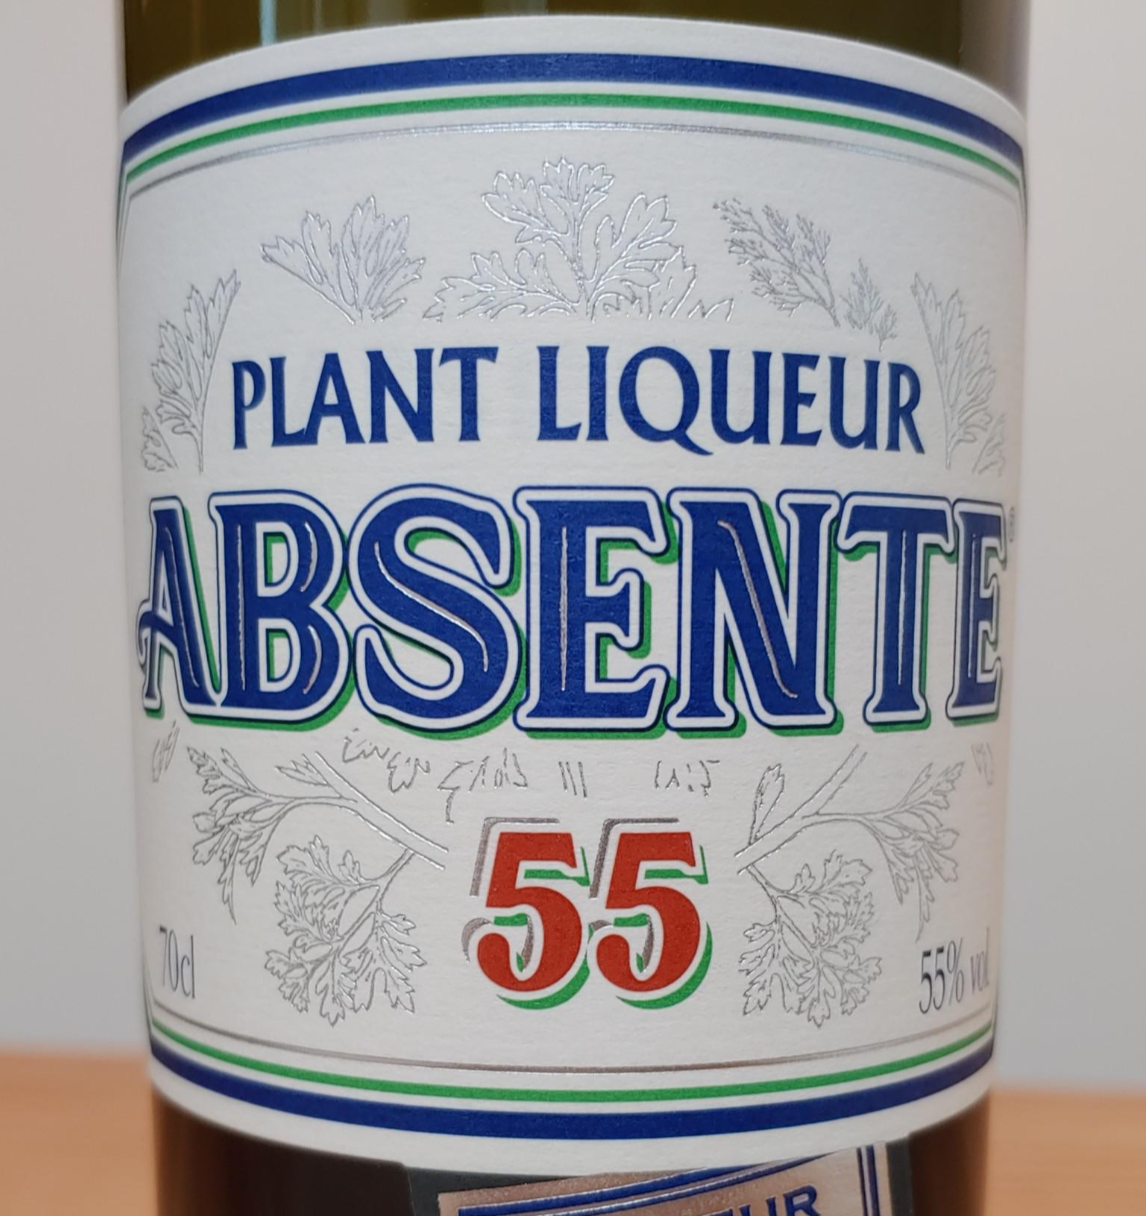 PLANT LIQUEUR
ABSENTE®
55
70cl
55% vol